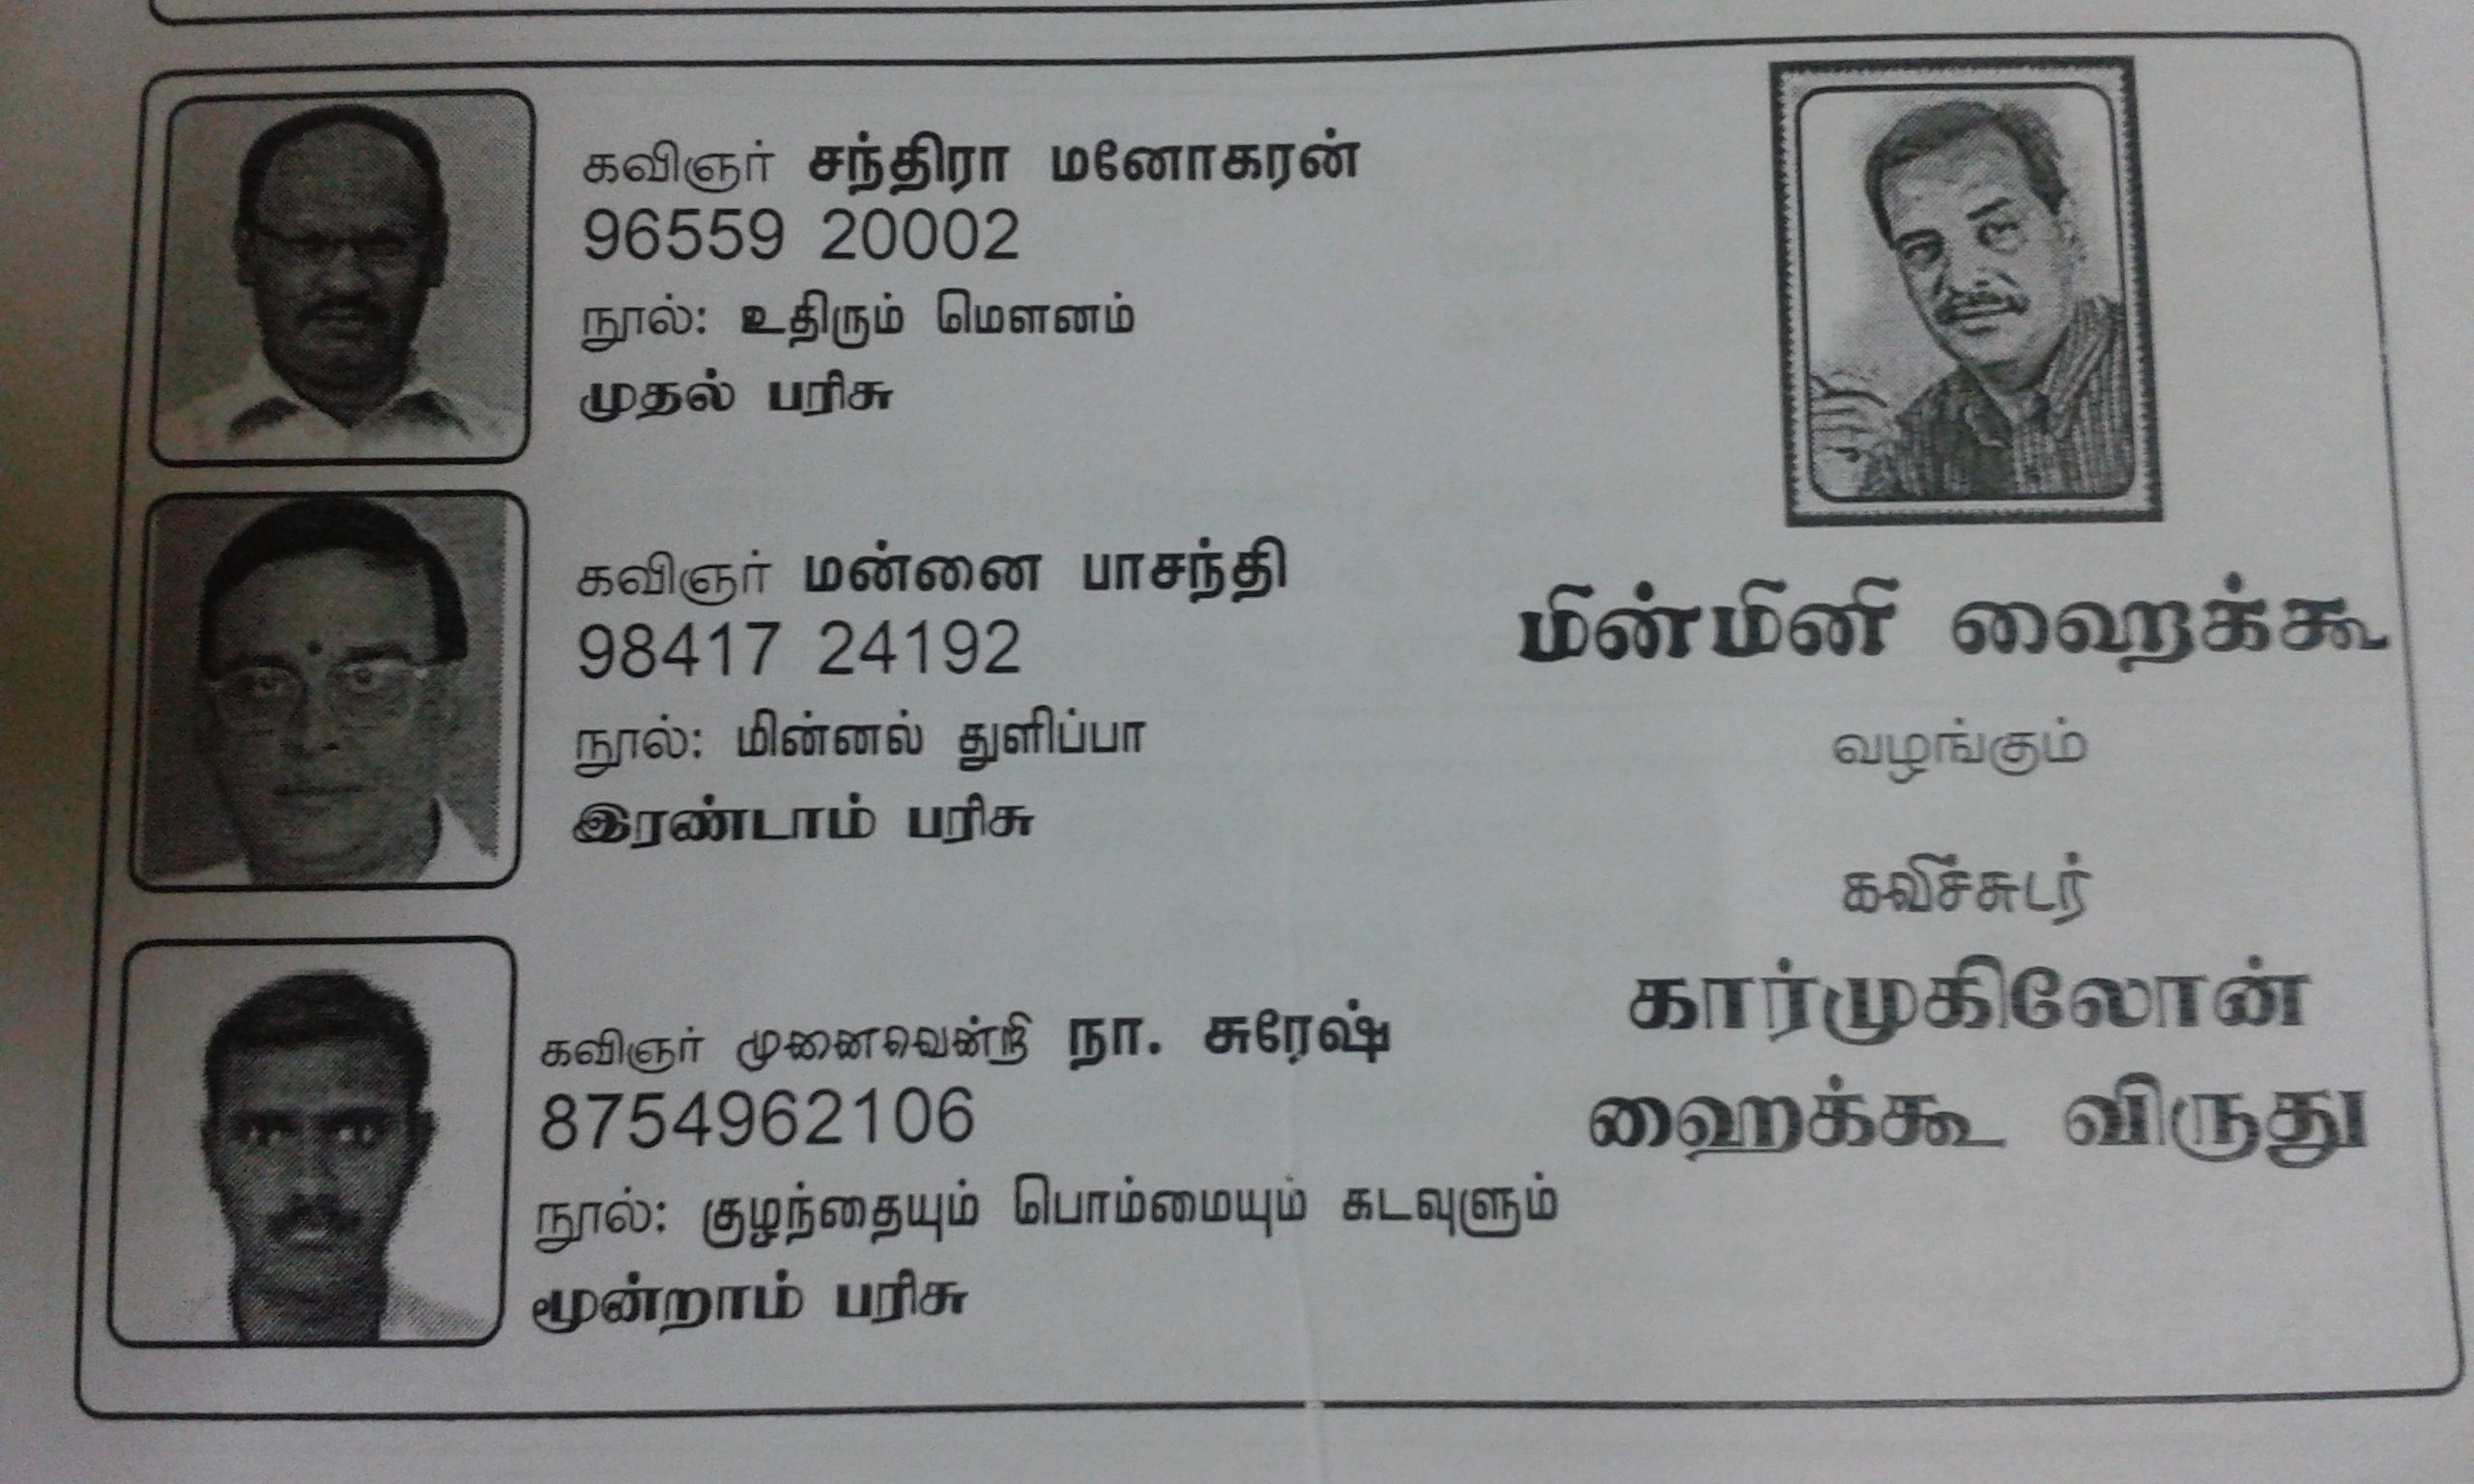 கவிஞர் சந்திரா மனோகரன்
96559 20002
நூல்: உதிரும் மௌனம்
முதல் பரிசு
கவிஞர் மன்னை பாசந்தி
98417 24192
நூல்: மின்னல் துளிப்பா
இரண்டாம் பரிசு
கவிஞர் முனைவென்றி நா. சுரேஷ்
8754962106
நூல்: குழந்தையும் பொம்மையும் கடவுளும்
மூன்றாம் பரிசு
மின்மினி ஹைக்கூ
வழங்கும்
கவிச்சுடர்
கார்முகிலோன்
ஹைக்கூ விருது